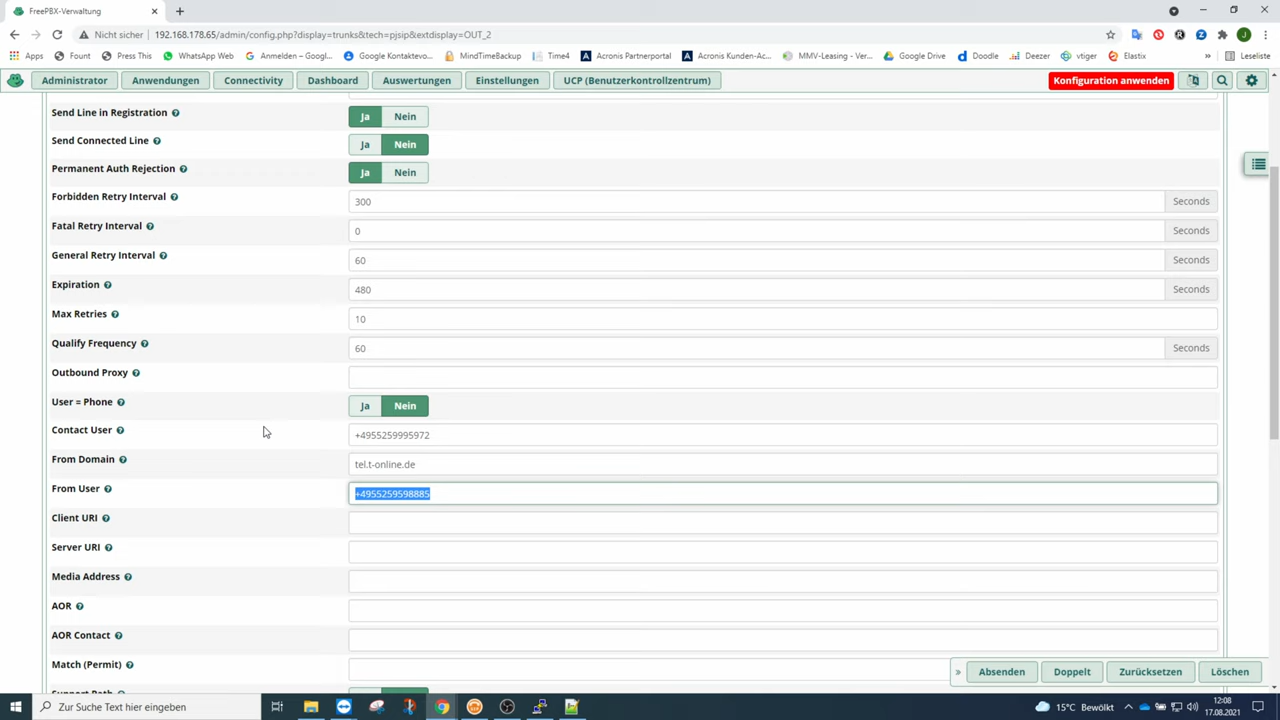 FreePBX-Verwaltung
Nicht sicher 192.168.178.65/admin/config.php?display=trunks&tech=pjsip&extdisplay=OUT_2
Apps Fount Press This WhatsApp Web Anmelden – Googl... Google Kontaktevo... MindTimeBackup Time4 Acronis Partnerportal Acronis Kunden-Ac... MMV-Leasing - Ver... Google Drive Doodle Deezer vtiger Elastix » Leseliste
Administrator Anwendungen Connectivity Dashboard Auswertungen Einstellungen UCP (Benutzerkontrollzentrum) Konfiguration anwenden
Send Line in Registration Ja Nein
Send Connected Line Ja Nein
Permanent Auth Rejection Ja Nein
Forbidden Retry Interval 300 Seconds
Fatal Retry Interval 0 Seconds
General Retry Interval 60 Seconds
Expiration 480 Seconds
Max Retries 10
Qualify Frequency 60 Seconds
Outbound Proxy
User = Phone Ja Nein
Contact User +4955259995972
From Domain tel.t-online.de
From User +4955259598885
Client URI
Server URI
Media Address
AOR
AOR Contact
Match (Permit)
» Absenden Doppelt Zurücksetzen Löschen
Support Path
Zur Suche Text hier eingeben
15°C Bewölkt
12:08
17.08.2021